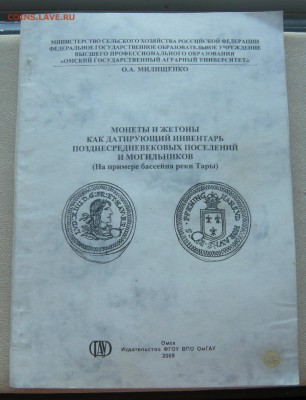 COINS.LAVE.RU
МИНИСТЕРСТВО СЕЛЬСКОГО ХОЗЯЙСТВА РОССИЙСКОЙ ФЕДЕРАЦИИ
ФЕДЕРАЛЬНОЕ ГОСУДАРСТВЕННОЕ ОБРАЗОВАТЕЛЬНОЕ УЧРЕЖДЕНИЕ
ВЫСШЕГО ПРОФЕССИОНАЛЬНОГО ОБРАЗОВАНИЯ
«ОМСКИЙ ГОСУДАРСТВЕННЫЙ АГРАРНЫЙ УНИВЕРСИТЕТ»
О.А. МИЛИЩЕНКО
МОНЕТЫ И ЖЕТОНЫ
КАК ДАТИРУЮЩИЙ ИНВЕНТАРЬ
ПОЗДНЕСРЕДНЕВЕКОВЫХ ПОСЕЛЕНИЙ
И МОГИЛЬНИКОВ
(На примере бассейна реки Тары)
Омск
Издательство ФГОУ ВПО ОмГАУ